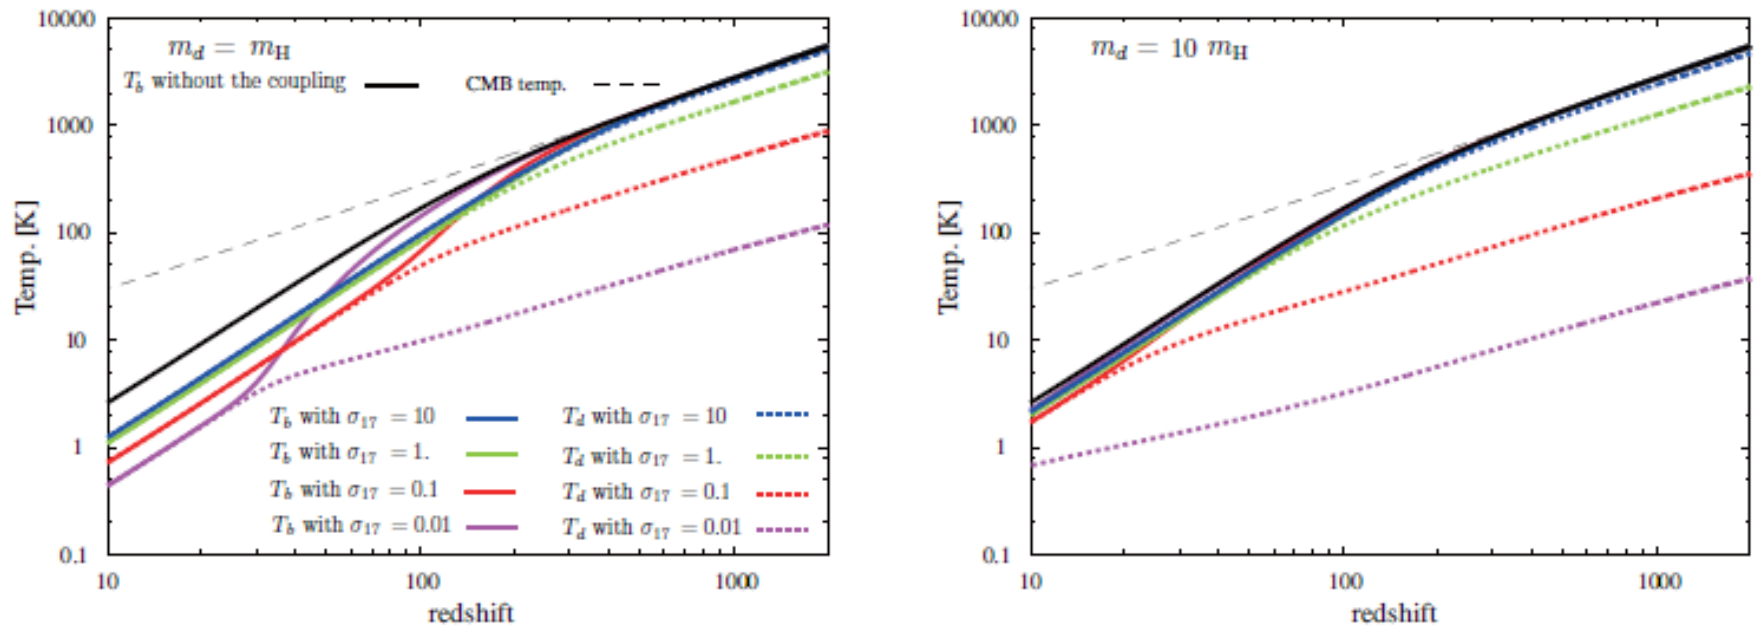 10000
m_d = m_H
T_b without the coupling
CMB temp.
1000
100
10
1
0.1
Temp. [K]
T_b with σ_17 = 10
T_d with σ_17 = 10
T_b with σ_17 = 1.
T_d with σ_17 = 1.
T_b with σ_17 = 0.1
T_d with σ_17 = 0.1
T_b with σ_17 = 0.01
T_d with σ_17 = 0.01
10
100
1000
redshift
10000
m_d = 10 m_H
1000
100
10
1
0.1
Temp. [K]
10
100
1000
redshift